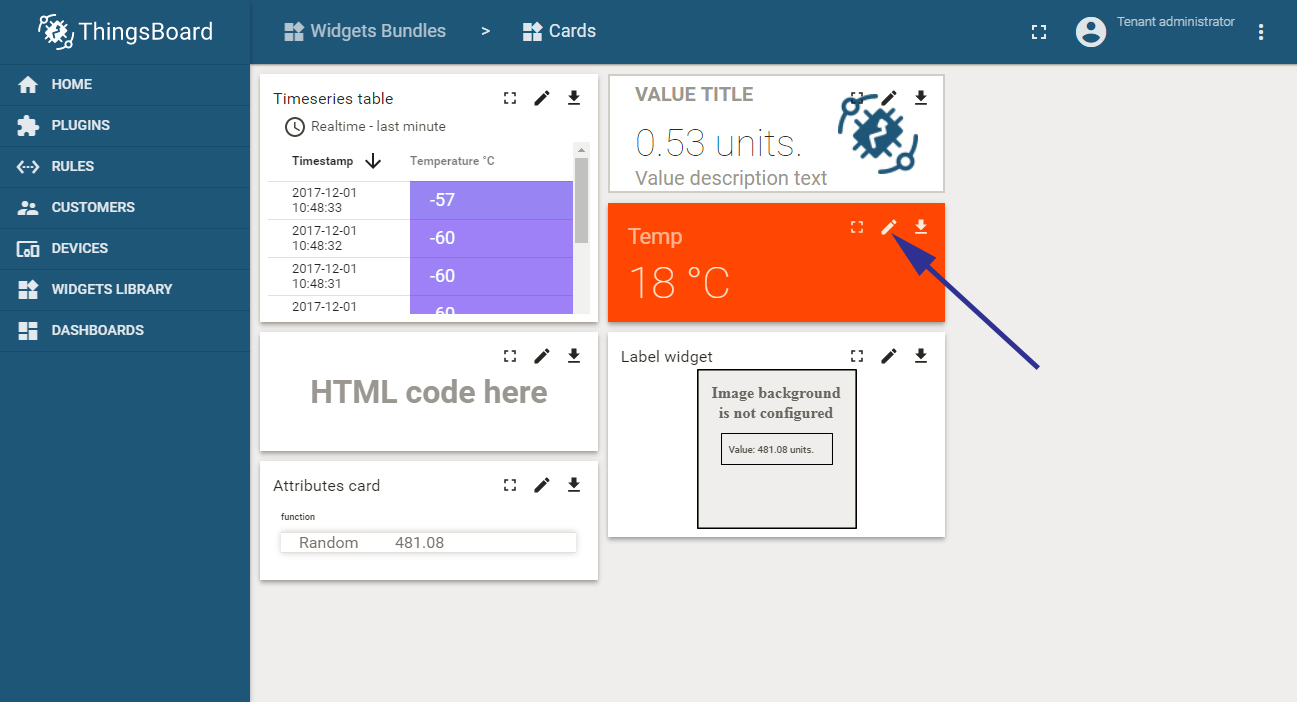 ThingsBoard
Widgets Bundles > Cards
Tenant administrator
HOME
PLUGINS
RULES
CUSTOMERS
DEVICES
WIDGETS LIBRARY
DASHBOARDS
Timeseries table
Realtime - last minute
Timestamp Temperature °C
2017-12-01
10:48:33
-57
2017-12-01
10:48:32
-60
2017-12-01
10:48:31
-60
2017-12-01
-60
HTML code here
Attributes card
function
Random 481.08
VALUE TITLE
0.53 units.
Value description text
Temp
18 °C
Label widget
Image background
is not configured
Value: 481.08 units.